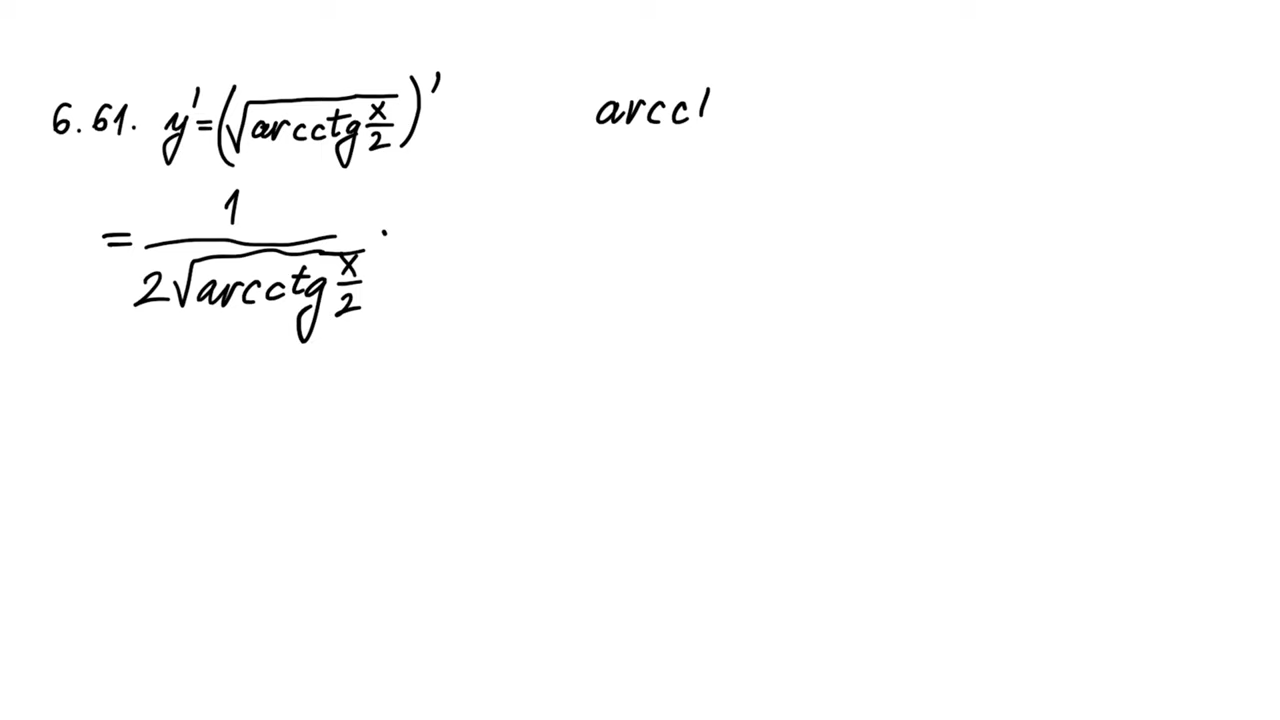 6.61. y' = (√(arcctg x/2))'
arcc
= 1/(2√(arcctg x/2)) ·